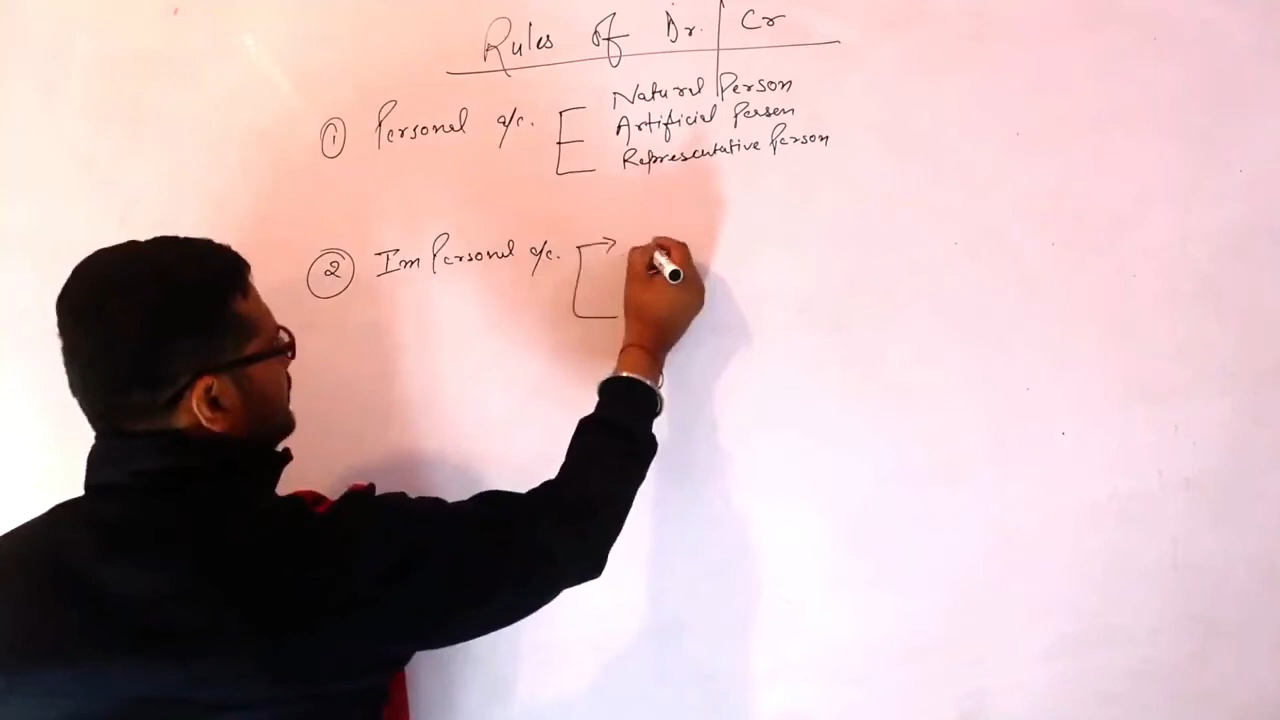 Rules of Dr. Cr
① Personal a/c. Natural Person
Artificial Person
Representative Person
② Im Personal a/c.